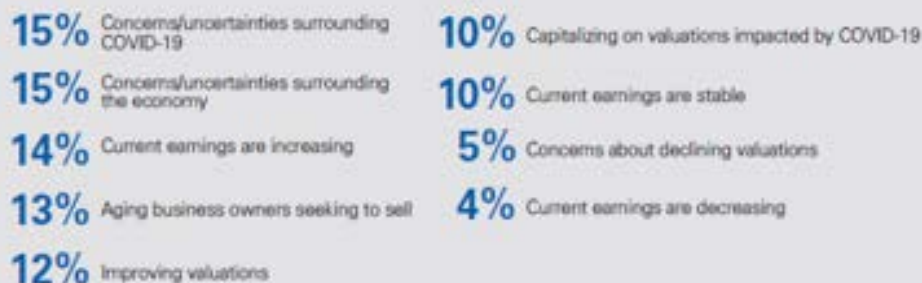 15% Concerns/uncertainties surrounding
COVID-19
15% Concerns/uncertainties surrounding
the economy
14% Current earnings are increasing
13% Aging business owners seeking to sell
12% Improving valuations
10% Capitalizing on valuations impacted by COVID-19
10% Current earnings are stable
5% Concerns about declining valuations
4% Current earnings are decreasing